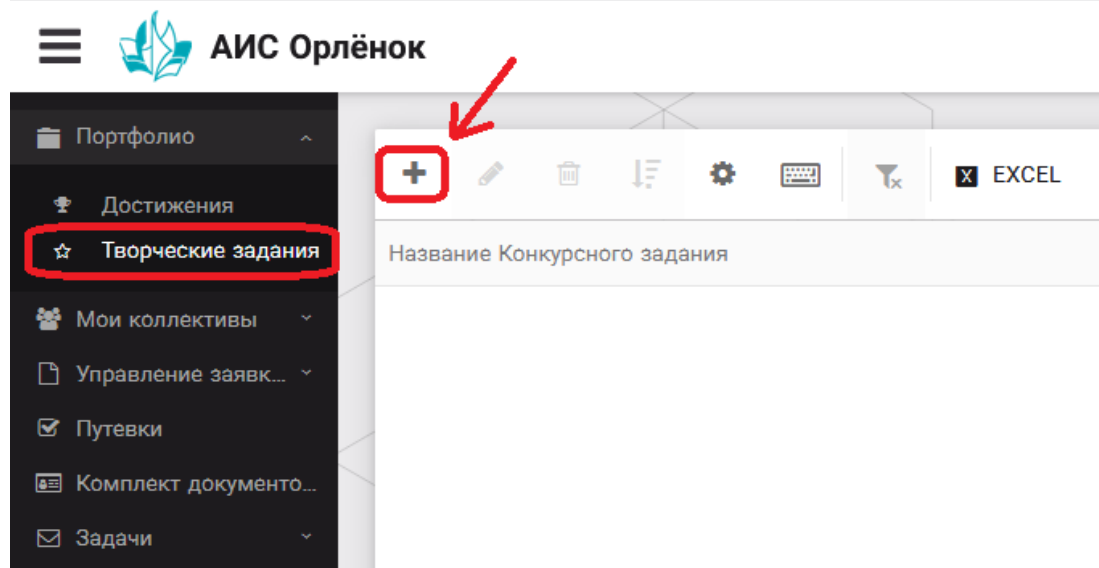 АИС Орлёнок
Портфолио
Достижения
Творческие задания
Мои коллективы
Управление заявк...
Путевки
Комплект документо...
Задачи
X EXCEL
Название Конкурсного задания